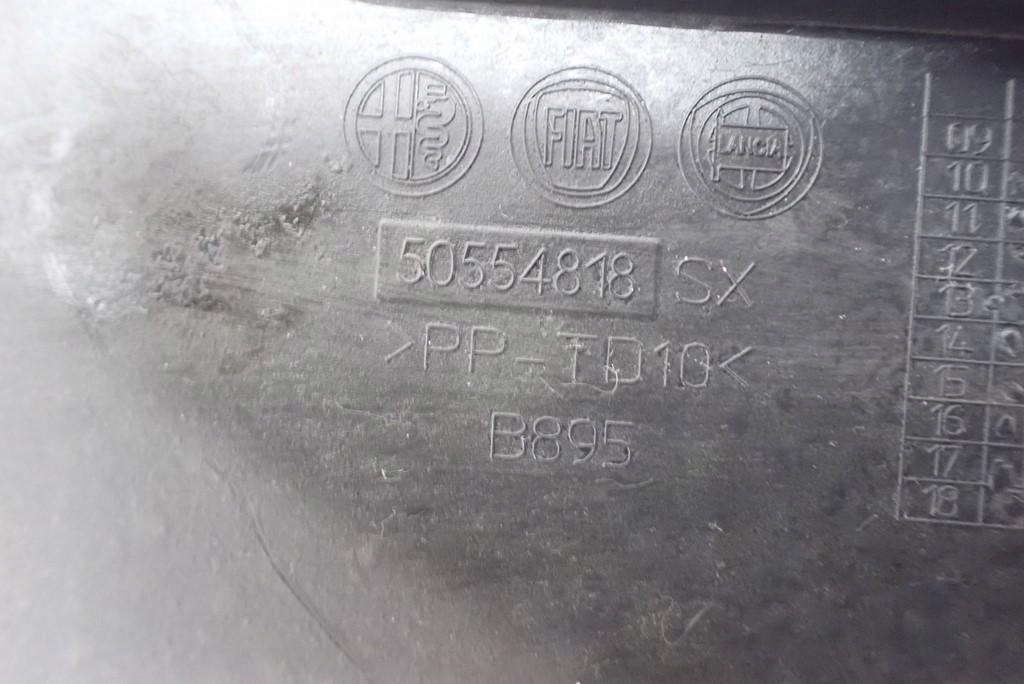 FIAT
LANCIA
50554818 SX
>PP-TD10<
B895
09
10
11
12
13
14
15
16
17
18